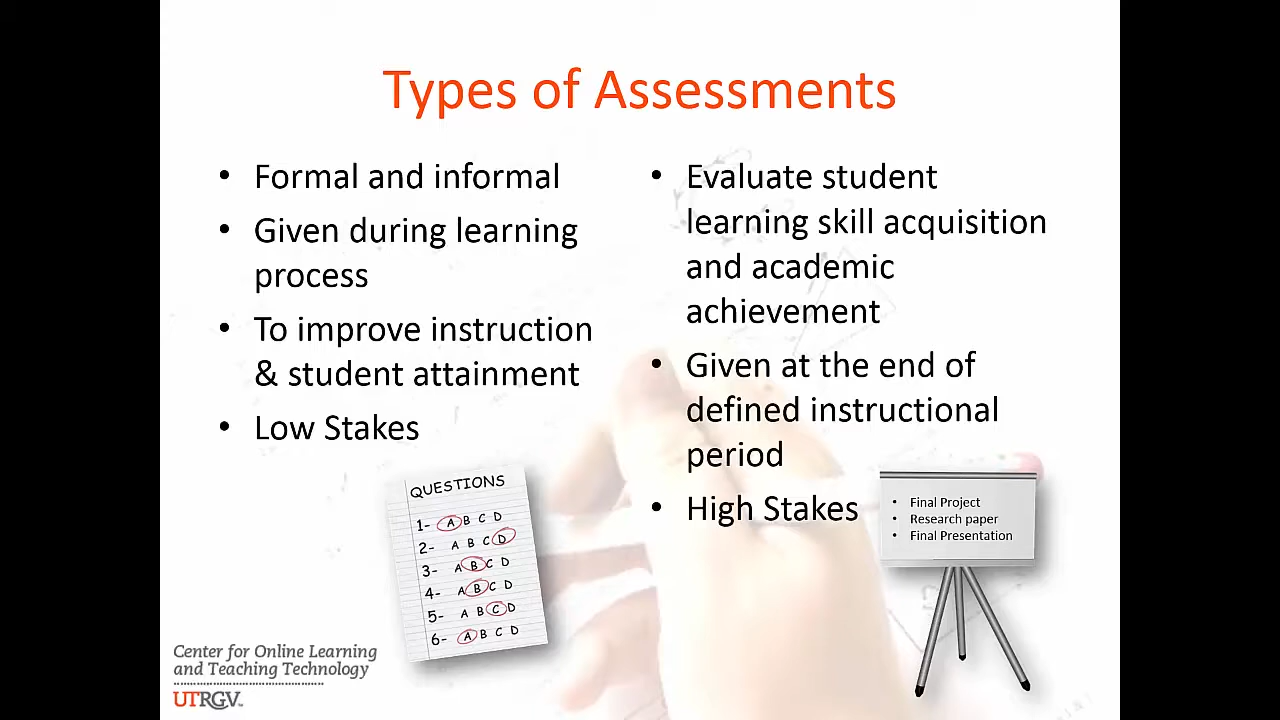 Types of Assessments
• Formal and informal
• Given during learning
process
• To improve instruction
& student attainment
• Low Stakes
• Evaluate student
learning skill acquisition
and academic
achievement
• Given at the end of
defined instructional
period
• High Stakes
QUESTIONS
1- A B C D
2- A B C D
3- A B C D
4- A B C D
5- A B C D
6- A B C D
• Final Project
• Research paper
• Final Presentation
Center for Online Learning
and Teaching Technology
UTRGV™